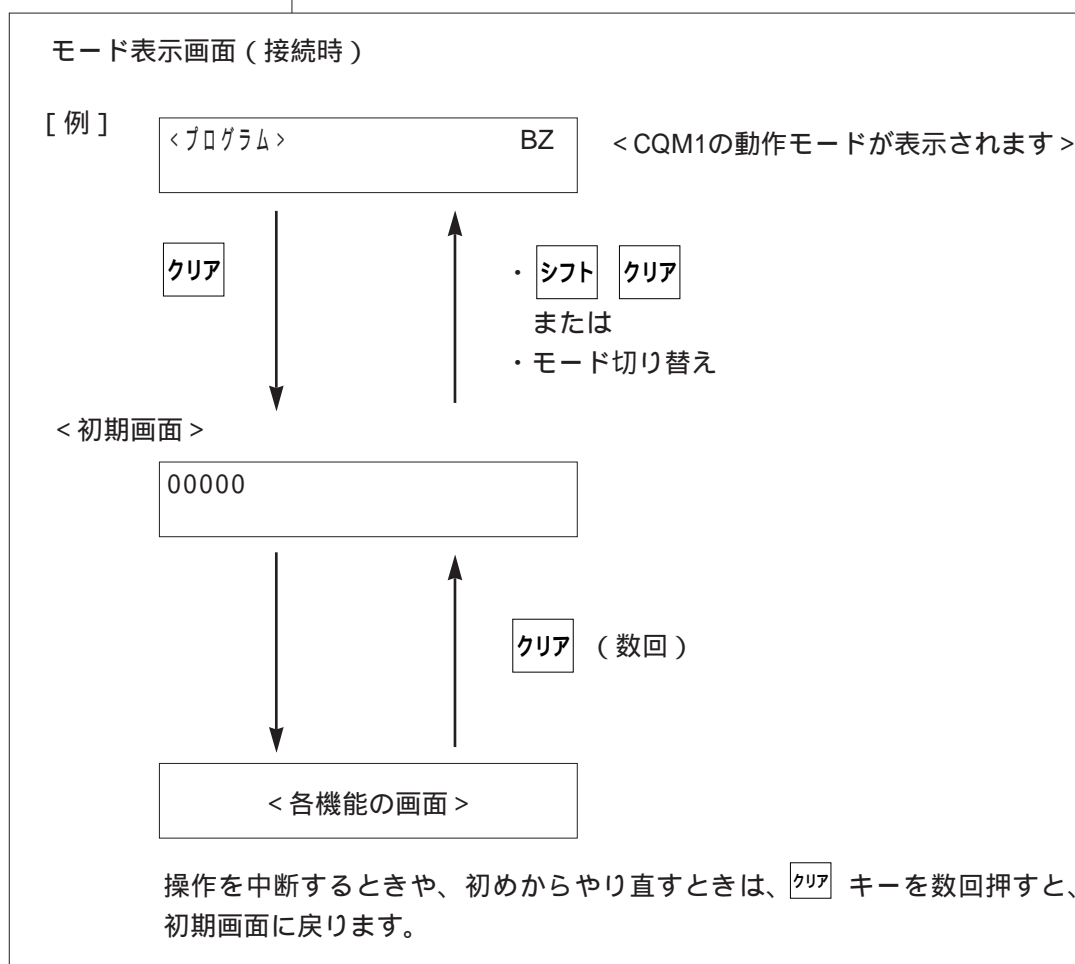 モード表示画面（接続時）
[例]
<プログラム> BZ
<CQM1の動作モードが表示されます>
クリア
・シフト クリア
または
・モード切り替え
<初期画面>
00000
クリア （数回）
<各機能の画面>
操作を中断するときや、初めからやり直すときは、クリア キーを数回押すと、
初期画面に戻ります。